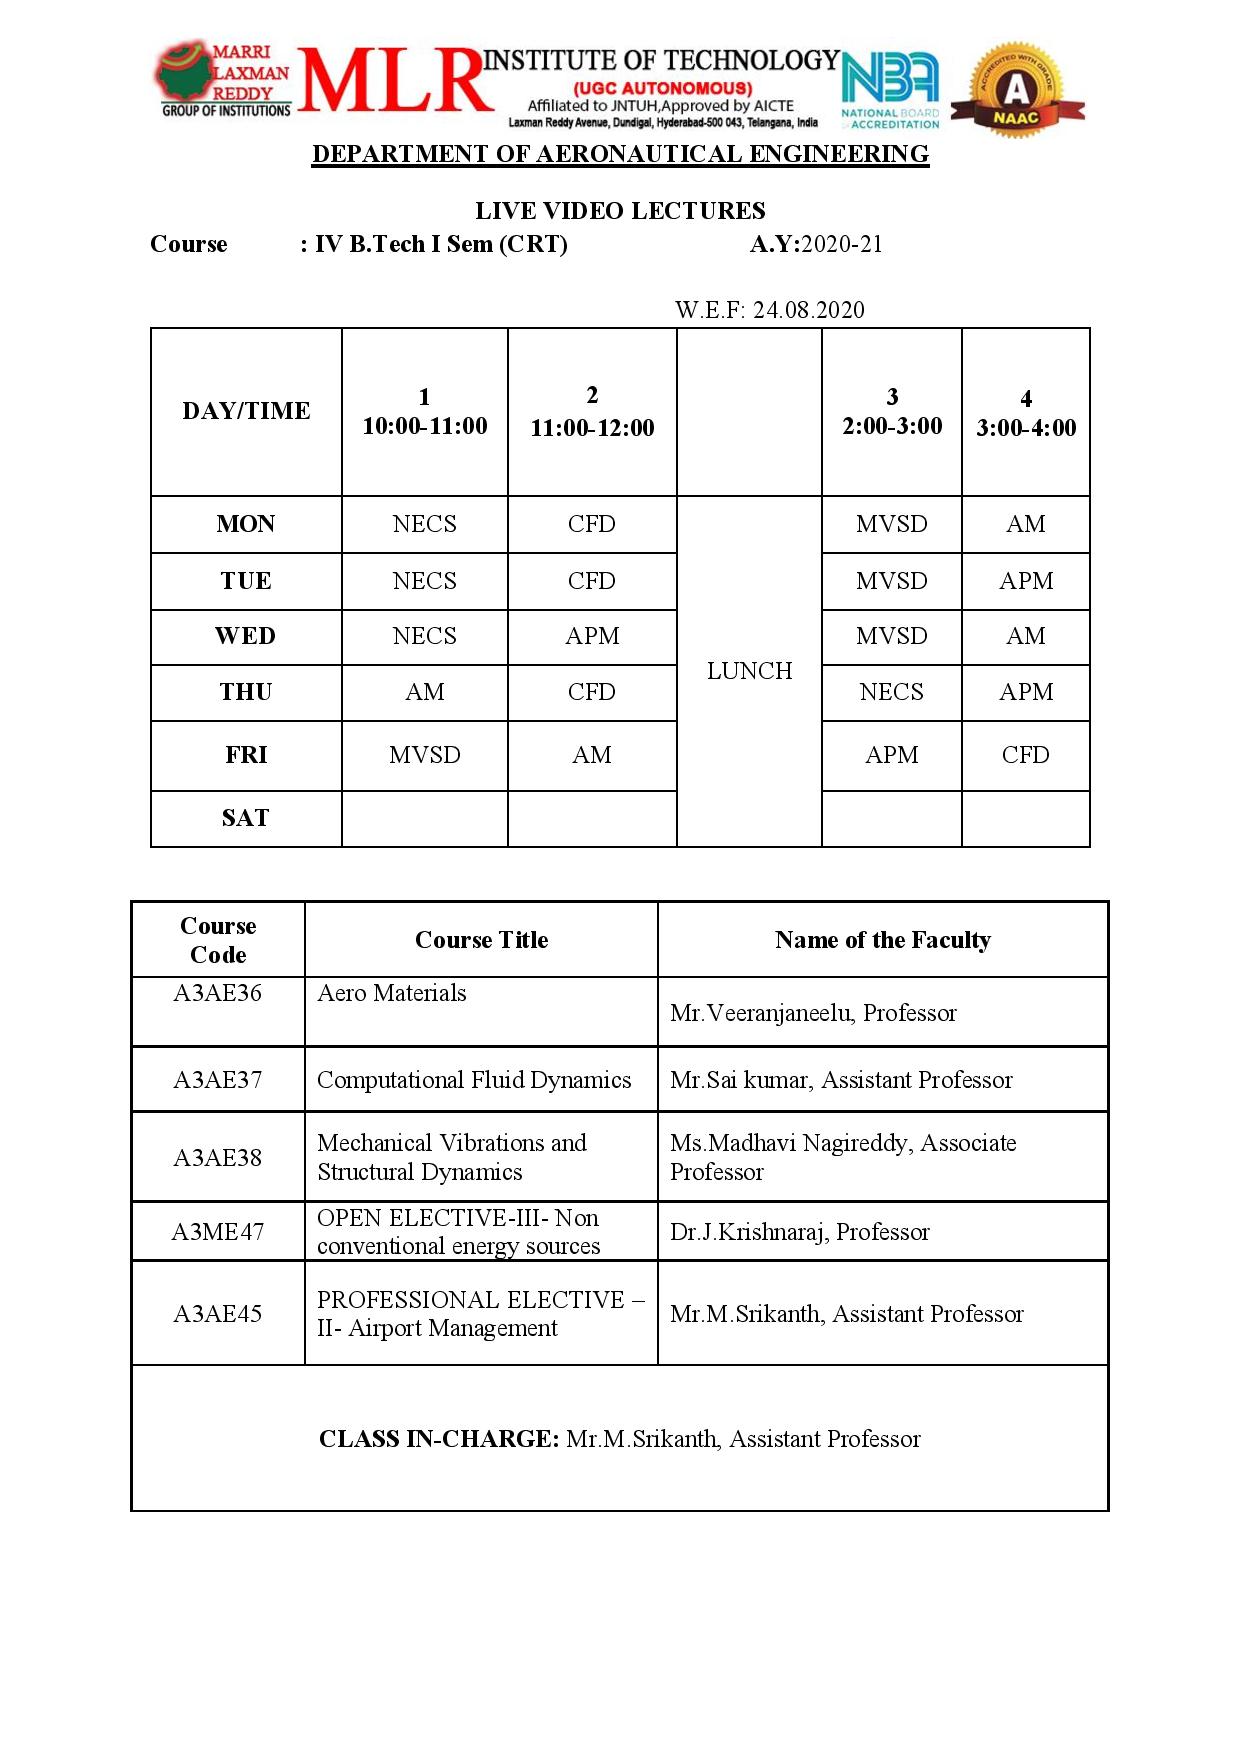 MARRI
LAXMAN
REDDY
GROUP OF INSTITUTIONS
MLR
INSTITUTE OF TECHNOLOGY
(UGC AUTONOMOUS)
Affiliated to JNTUH,Approved by AICTE
Laxman Reddy Avenue, Dundigal, Hyderabad-500 043, Telangana, India
NBA
NATIONAL BOARD
of ACCREDITATION
ACCREDITED WITH GRADE
A
NAAC
DEPARTMENT OF AERONAUTICAL ENGINEERING
LIVE VIDEO LECTURES
Course : IV B.Tech I Sem (CRT) A.Y:2020-21
W.E.F: 24.08.2020
DAY/TIME 1 10:00-11:00 2 11:00-12:00 3 2:00-3:00 4 3:00-4:00
MON NECS CFD MVSD AM
TUE NECS CFD MVSD APM
WED NECS APM MVSD AM
LUNCH
THU AM CFD NECS APM
FRI MVSD AM APM CFD
SAT
Course Code Course Title Name of the Faculty
A3AE36 Aero Materials Mr.Veeranjaneelu, Professor
A3AE37 Computational Fluid Dynamics Mr.Sai kumar, Assistant Professor
A3AE38 Mechanical Vibrations and Structural Dynamics Ms.Madhavi Nagireddy, Associate Professor
A3ME47 OPEN ELECTIVE-III- Non conventional energy sources Dr.J.Krishnaraj, Professor
A3AE45 PROFESSIONAL ELECTIVE – II- Airport Management Mr.M.Srikanth, Assistant Professor
CLASS IN-CHARGE: Mr.M.Srikanth, Assistant Professor